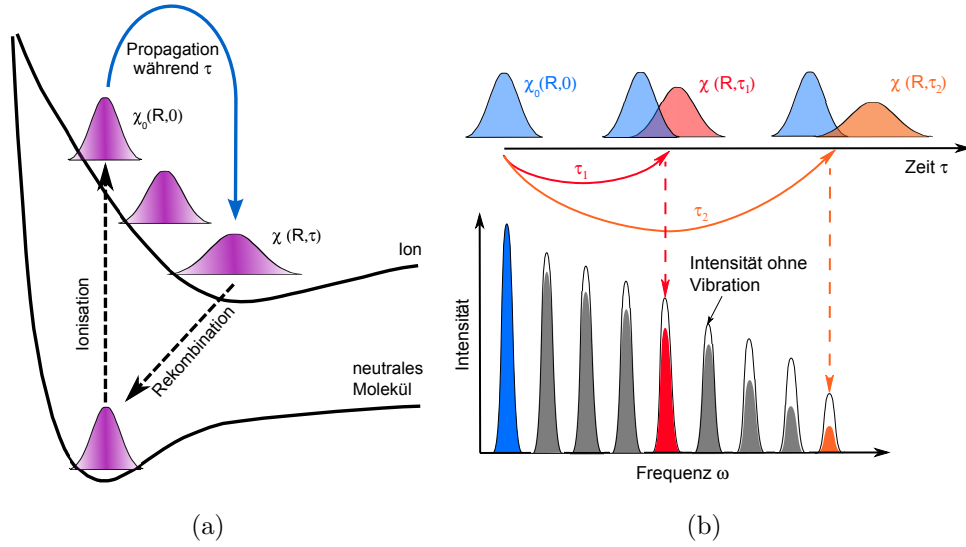 Propagation
während τ
χ₀(R,0)
χ (R,τ)
Ion
Ionisation
Rekombination
neutrales
Molekül
(a)
χ₀(R,0)
χ (R,τ₁)
χ (R,τ₂)
Zeit τ
τ₁
τ₂
Intensität ohne
Vibration
Intensität
Frequenz ω
(b)